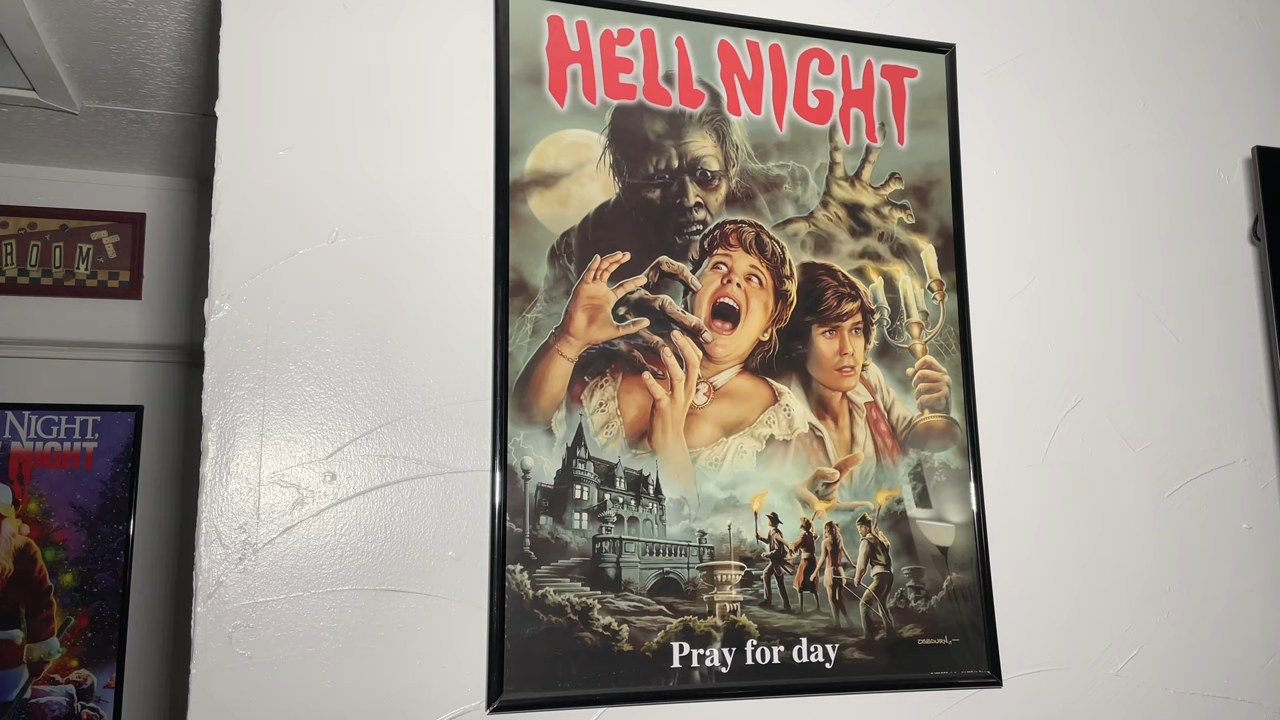 HELL NIGHT
ROOM
NIGHT,
NIGHT
Pray for day